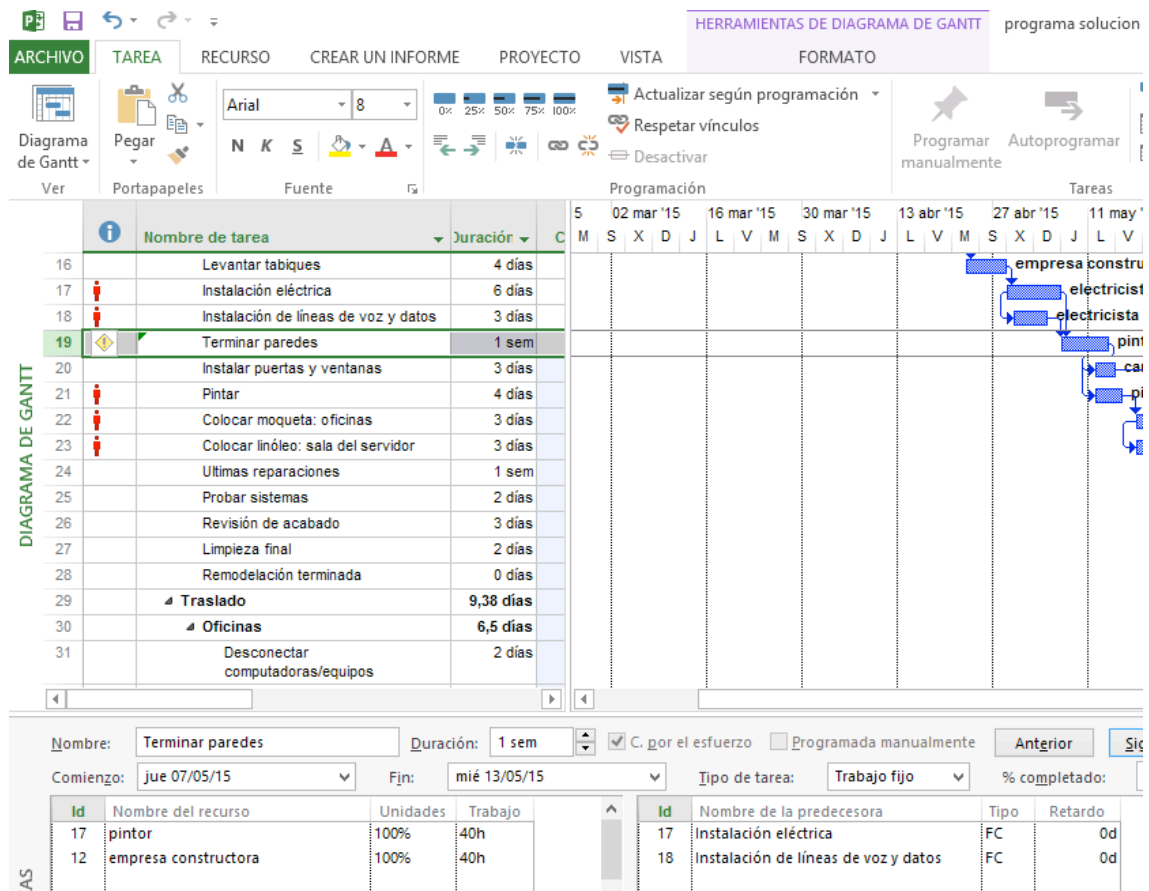 HERRAMIENTAS DE DIAGRAMA DE GANTT programa solucion
ARCHIVO TAREA RECURSO CREAR UN INFORME PROYECTO VISTA FORMATO
Diagrama de Gantt
Pegar
Arial 8
N K S A
0% 25% 50% 75% 100%
Actualizar según programación
Respetar vínculos
Desactivar
Programar manualmente
Autoprogramar
Ver Portapapeles Fuente Programación Tareas
Nombre de tarea Duración C
5 02 mar '15 16 mar '15 30 mar '15 13 abr '15 27 abr '15 11 may '
M S X D J L V M S X D J L V M S X D J L V
16 Levantar tabiques 4 días
17 Instalación eléctrica 6 días
18 Instalación de líneas de voz y datos 3 días
19 Terminar paredes 1 sem
20 Instalar puertas y ventanas 3 días
21 Pintar 4 días
22 Colocar moqueta: oficinas 3 días
23 Colocar linóleo: sala del servidor 3 días
24 Ultimas reparaciones 1 sem
25 Probar sistemas 2 días
26 Revisión de acabado 3 días
27 Limpieza final 2 días
28 Remodelación terminada 0 días
29 Traslado 9,38 días
30 Oficinas 6,5 días
31 Desconectar 2 días
computadoras/equipos
empresa constru
electricist
electricista
pint
car
pi
DIAGRAMA DE GANTT
Nombre: Terminar paredes Duración: 1 sem C. por el esfuerzo Programada manualmente Anterior Sig
Comienzo: jue 07/05/15 Fin: mié 13/05/15 Tipo de tarea: Trabajo fijo % completado:
Id Nombre del recurso Unidades Trabajo Id Nombre de la predecesora Tipo Retardo
17 pintor 100% 40h 17 Instalación eléctrica FC 0d
12 empresa constructora 100% 40h 18 Instalación de líneas de voz y datos FC 0d
AS